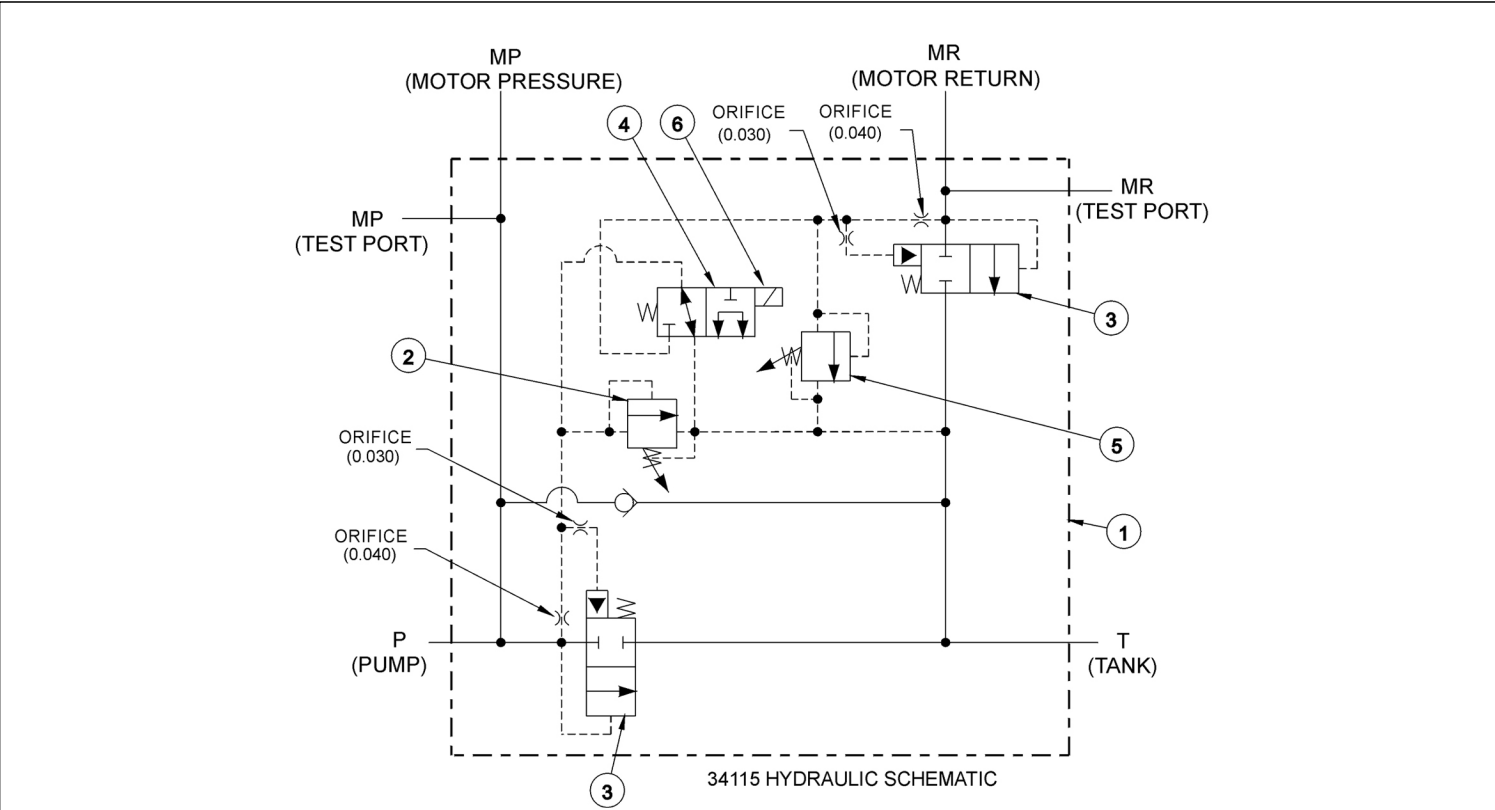 MP
(MOTOR PRESSURE)
MR
(MOTOR RETURN)
4
6
ORIFICE
(0.030)
ORIFICE
(0.040)
MR
(TEST PORT)
MP
(TEST PORT)
3
2
5
ORIFICE
(0.030)
1
ORIFICE
(0.040)
P
(PUMP)
T
(TANK)
3
34115 HYDRAULIC SCHEMATIC